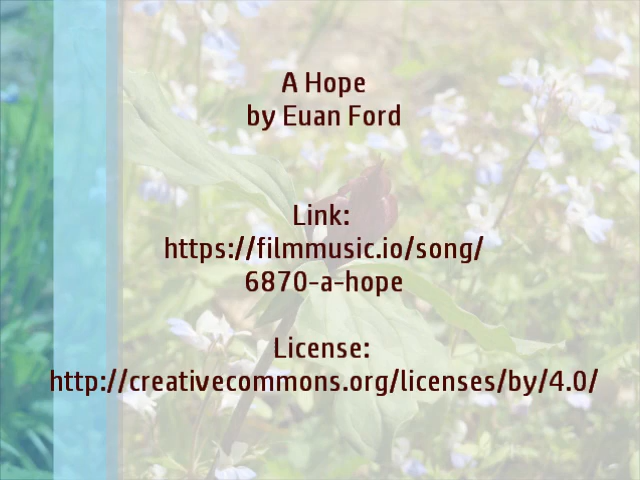 A Hope
by Euan Ford
Link:
https://filmmusic.io/song/
6870-a-hope
License:
http://creativecommons.org/licenses/by/4.0/